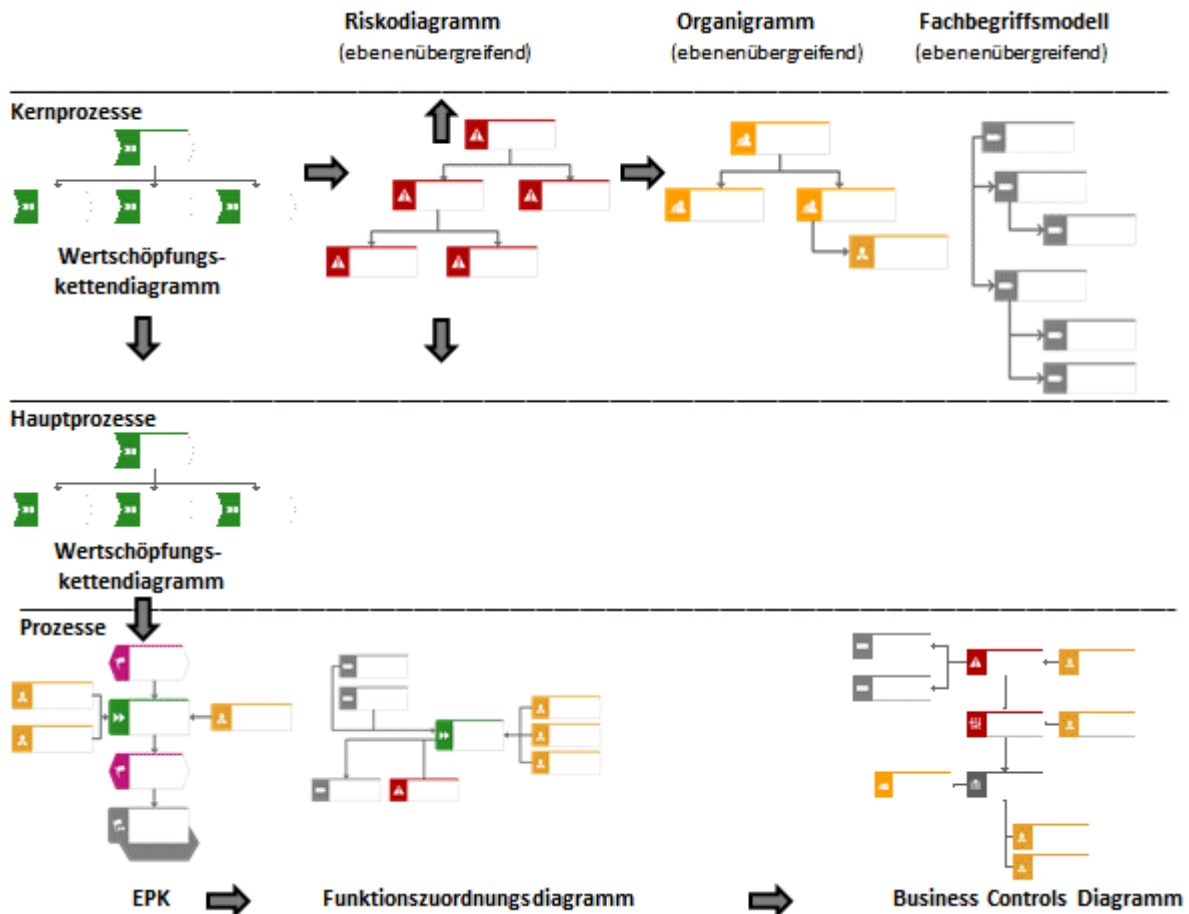 Riskodiagramm
(ebenenübergreifend)
Organigramm
(ebenenübergreifend)
Fachbegriffsmodell
(ebenenübergreifend)
Kernprozesse
Wertschöpfungs-
kettendiagramm
Hauptprozesse
Wertschöpfungs-
kettendiagramm
Prozesse
EPK
Funktionszuordnungsdiagramm
Business Controls Diagramm